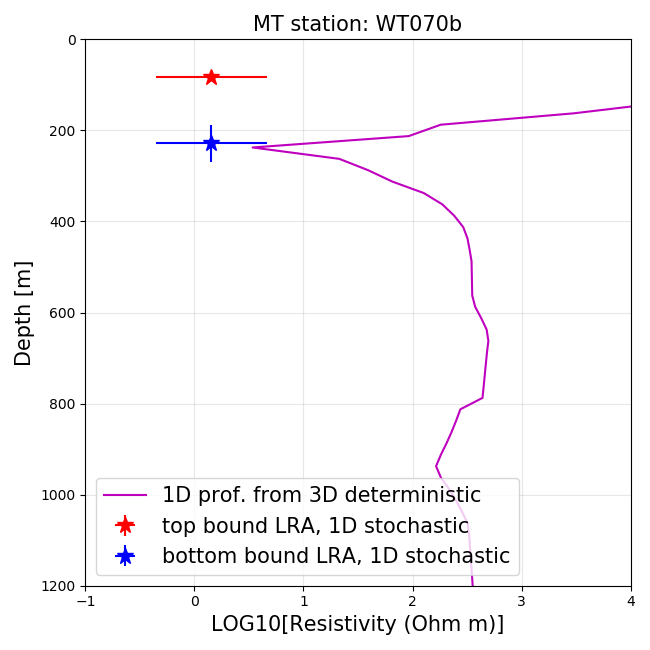 MT station: WT070b
0
200
400
600
800
1000
1200
Depth [m]
1D prof. from 3D deterministic
top bound LRA, 1D stochastic
bottom bound LRA, 1D stochastic
−1
0
1
2
3
4
LOG10[Resistivity (Ohm m)]